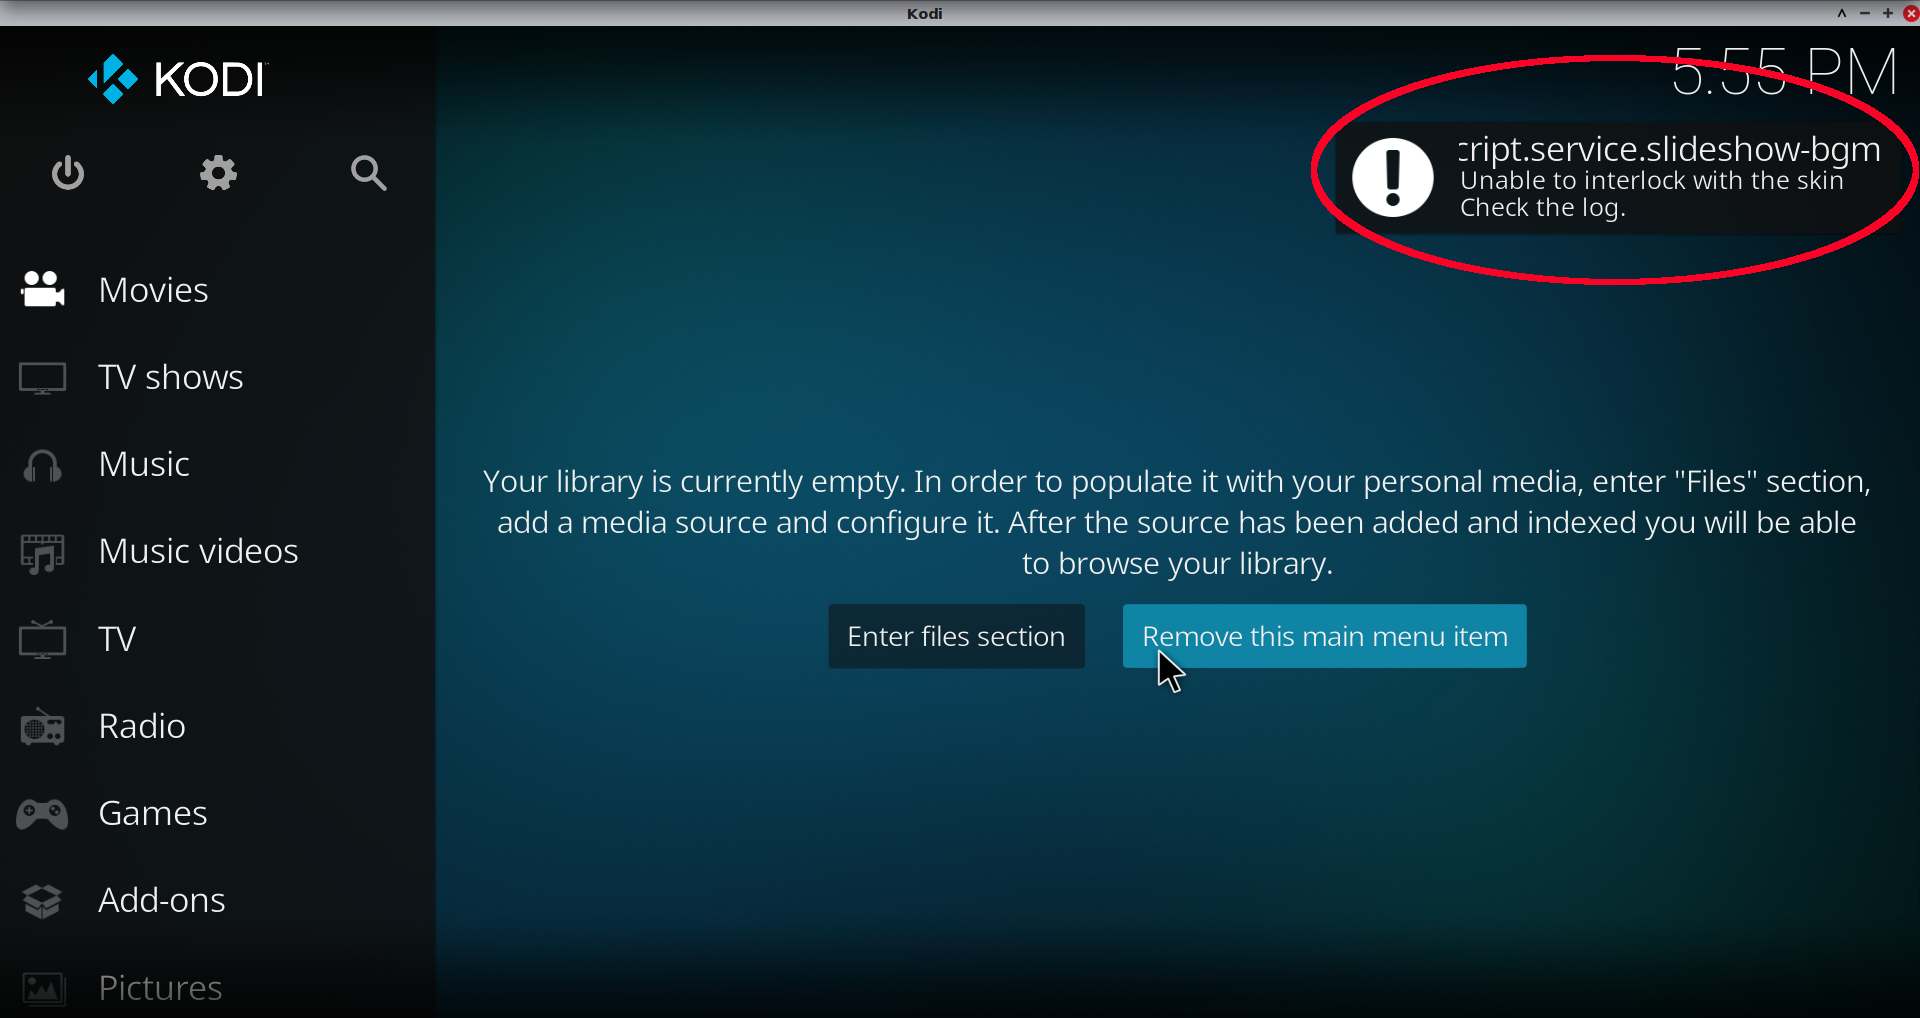 Kodi
KODI
5:55 PM
cript.service.slideshow-bgm
Unable to interlock with the skin
Check the log.
Movies
TV shows
Music
Music videos
TV
Radio
Games
Add-ons
Pictures
Your library is currently empty. In order to populate it with your personal media, enter "Files" section,
add a media source and configure it. After the source has been added and indexed you will be able
to browse your library.
Enter files section
Remove this main menu item